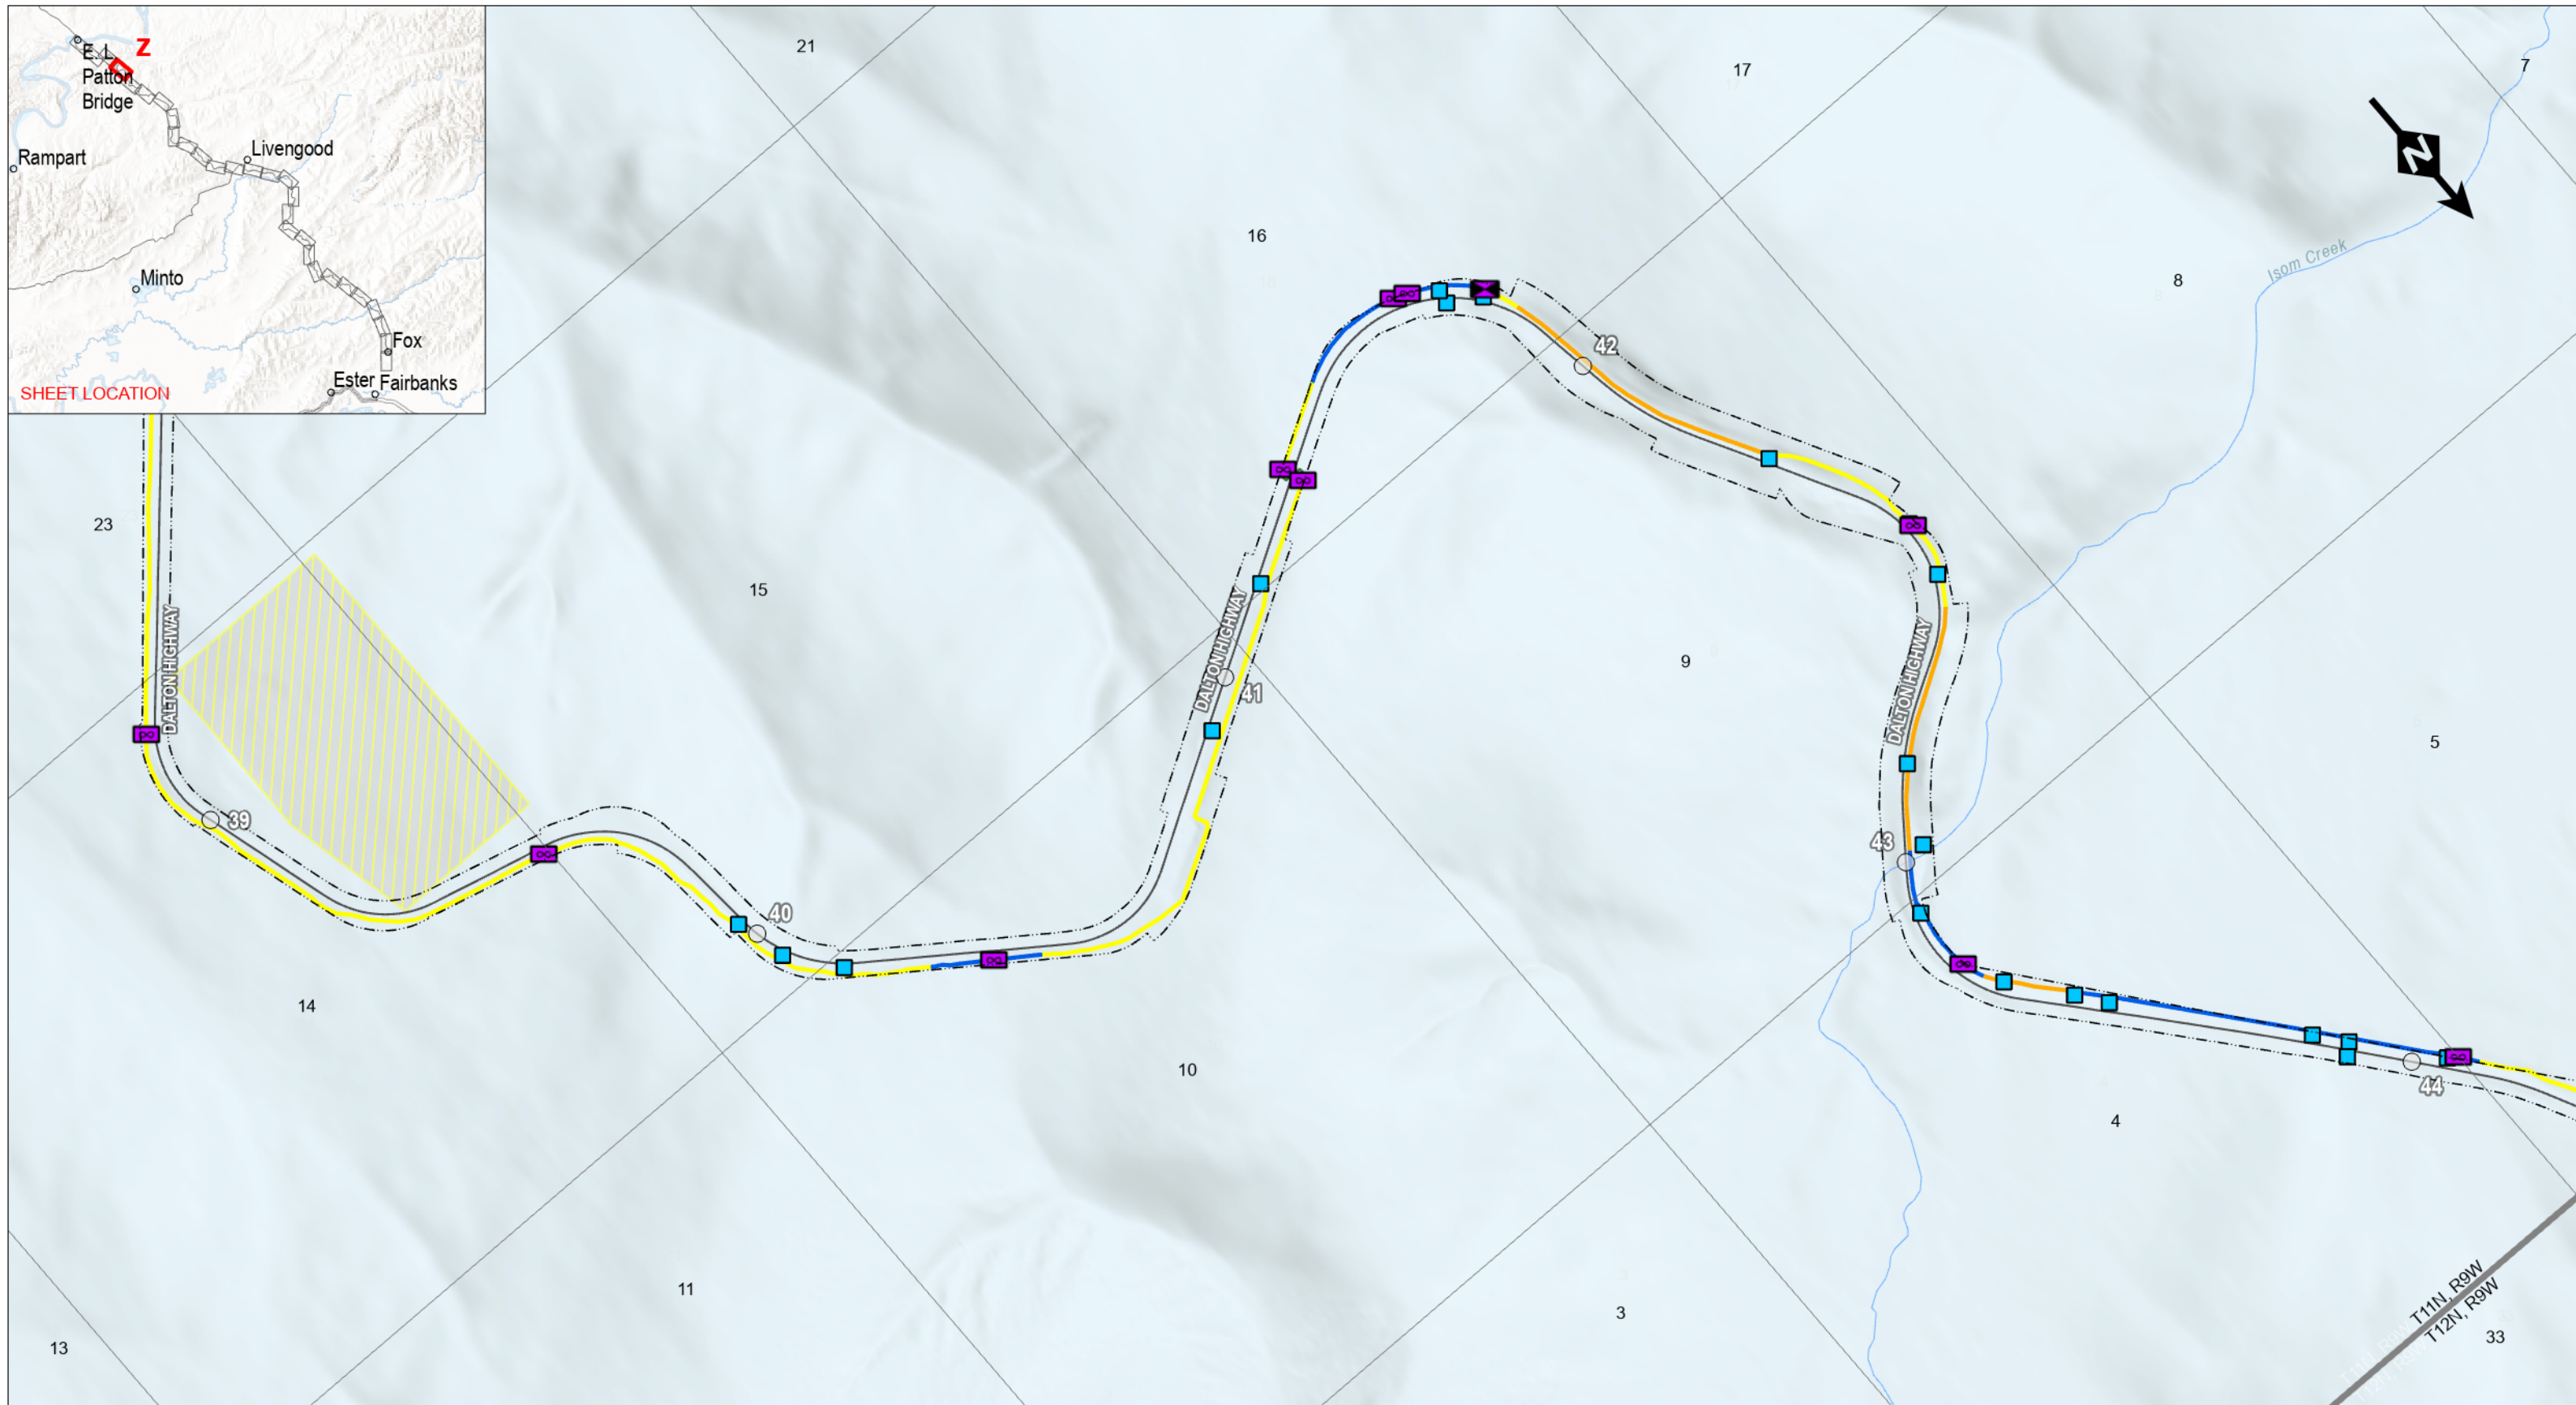 Z
E. L.
Patton
Bridge
Rampart
Livengood
Minto
Fox
Ester
Fairbanks
SHEET LOCATION
21
17
7
N
16
8
Isom Creek
42
23
15
DALTON HIGHWAY
39
DALTON HIGHWAY
41
9
DALTON HIGHWAY
5
43
40
14
10
44
4
11
3
13
T11N, R9W
T12N, R9W
33